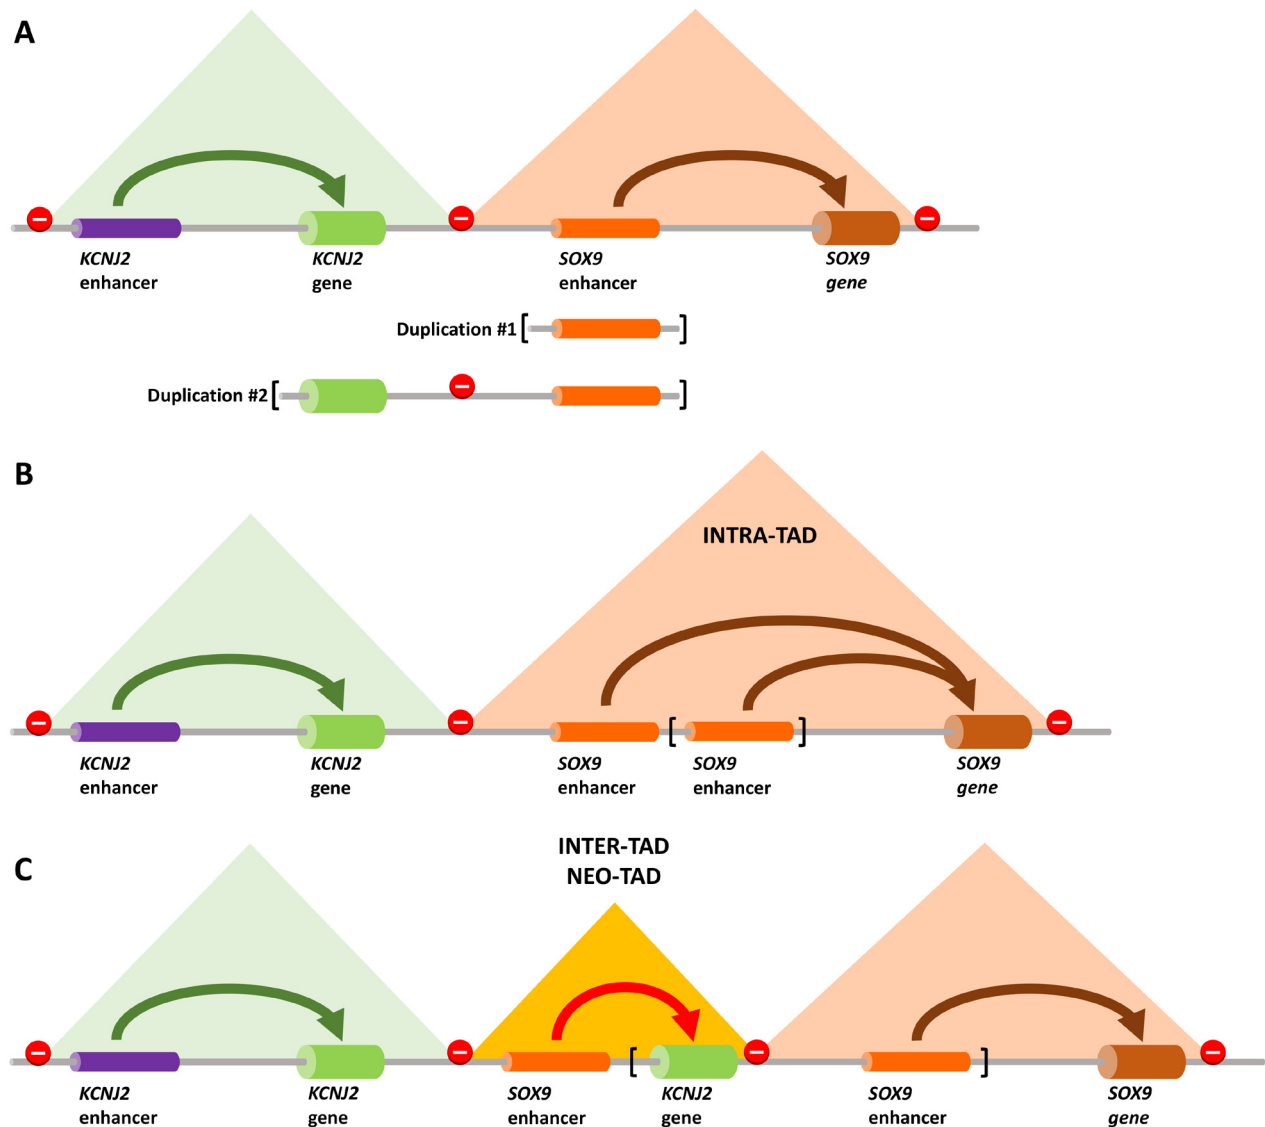 A
KCNJ2
enhancer
KCNJ2
gene
SOX9
enhancer
SOX9
gene
Duplication #1 [ ]
Duplication #2 [ ]
B
INTRA-TAD
[ ]
KCNJ2
enhancer
KCNJ2
gene
SOX9
enhancer
SOX9
enhancer
SOX9
gene
C
INTER-TAD
NEO-TAD
[ ]
KCNJ2
enhancer
KCNJ2
gene
SOX9
enhancer
KCNJ2
gene
SOX9
enhancer
SOX9
gene